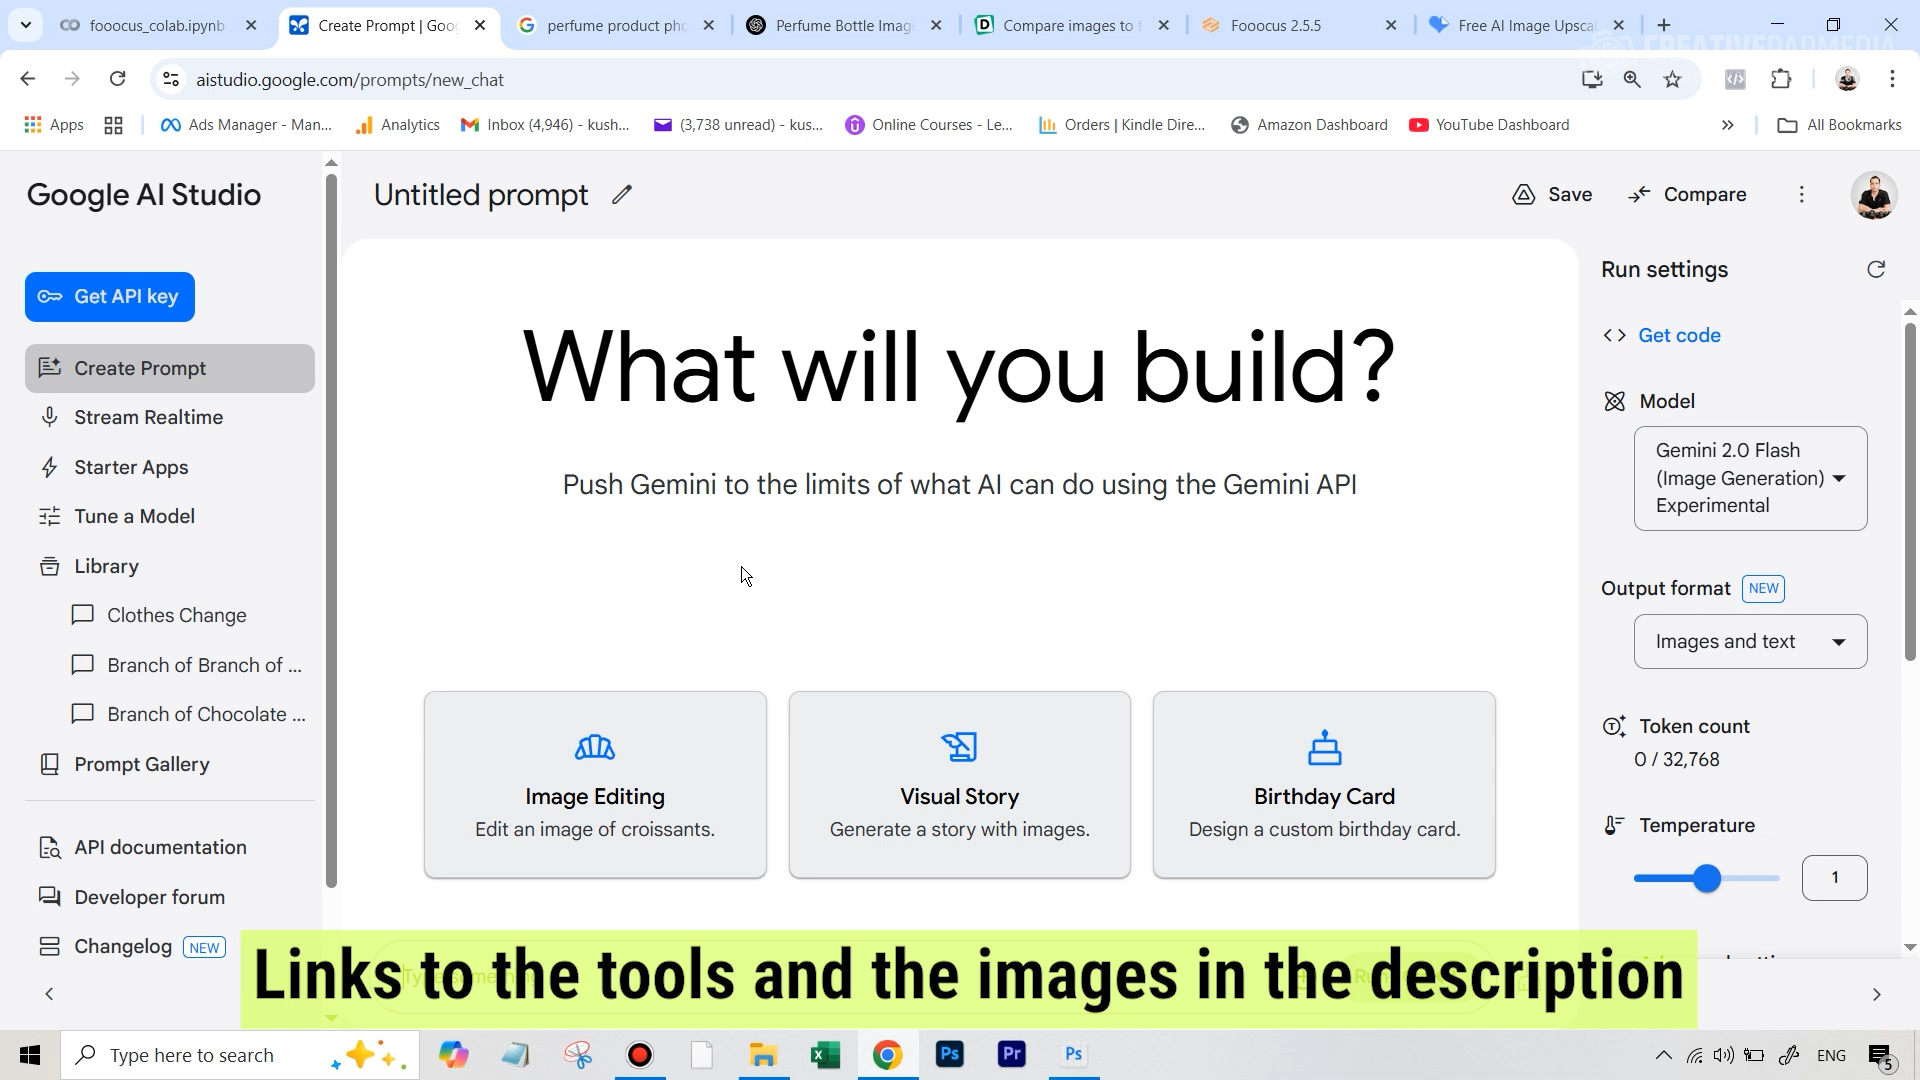 fooocus_colab.ipynb
Create Prompt | Goog
perfume product pho
Perfume Bottle Imag
Compare images to f
Fooocus 2.5.5
Free AI Image Upscal
CREATIVEDADMEDIA
aistudio.google.com/prompts/new_chat
Apps
Ads Manager - Man...
Analytics
Inbox (4,946) - kush...
(3,738 unread) - kus...
Online Courses - Le...
Orders | Kindle Dire...
Amazon Dashboard
YouTube Dashboard
All Bookmarks
Google AI Studio
Untitled prompt
Save
Compare
Get API key
Create Prompt
Stream Realtime
Starter Apps
Tune a Model
Library
Clothes Change
Branch of Branch of ...
Branch of Chocolate ...
Prompt Gallery
API documentation
Developer forum
Changelog NEW
What will you build?
Push Gemini to the limits of what AI can do using the Gemini API
Image Editing
Edit an image of croissants.
Visual Story
Generate a story with images.
Birthday Card
Design a custom birthday card.
Run settings
Get code
Model
Gemini 2.0 Flash
(Image Generation)
Experimental
Output format NEW
Images and text
Token count
0 / 32,768
Temperature
1
Links to the tools and the images in the description
Type here to search
Ps
Pr
Ps
ENG
5